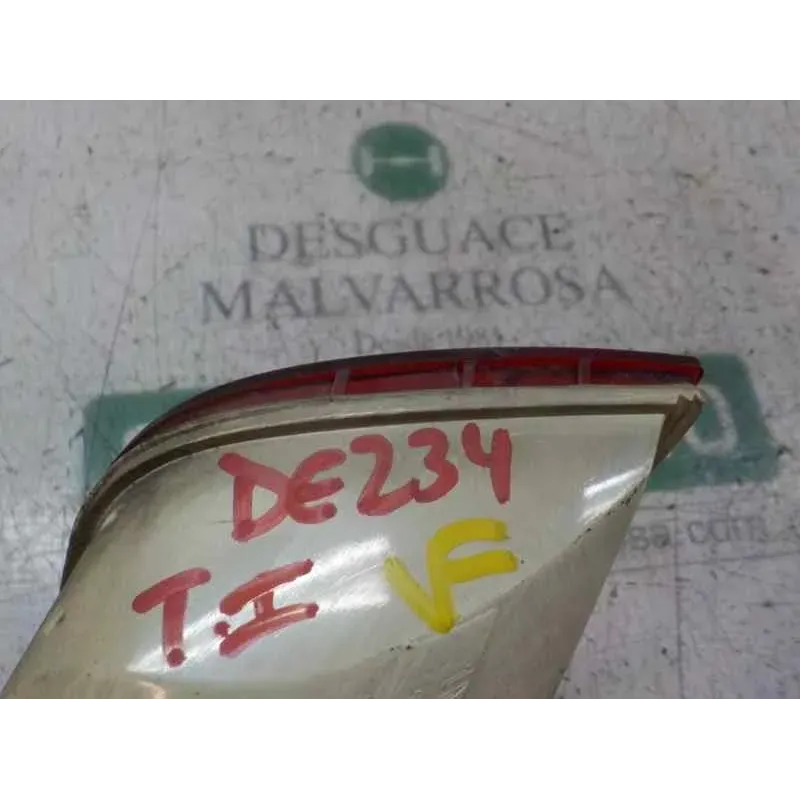 DESGUACE
MALVARROSA
DE234
T.I VF